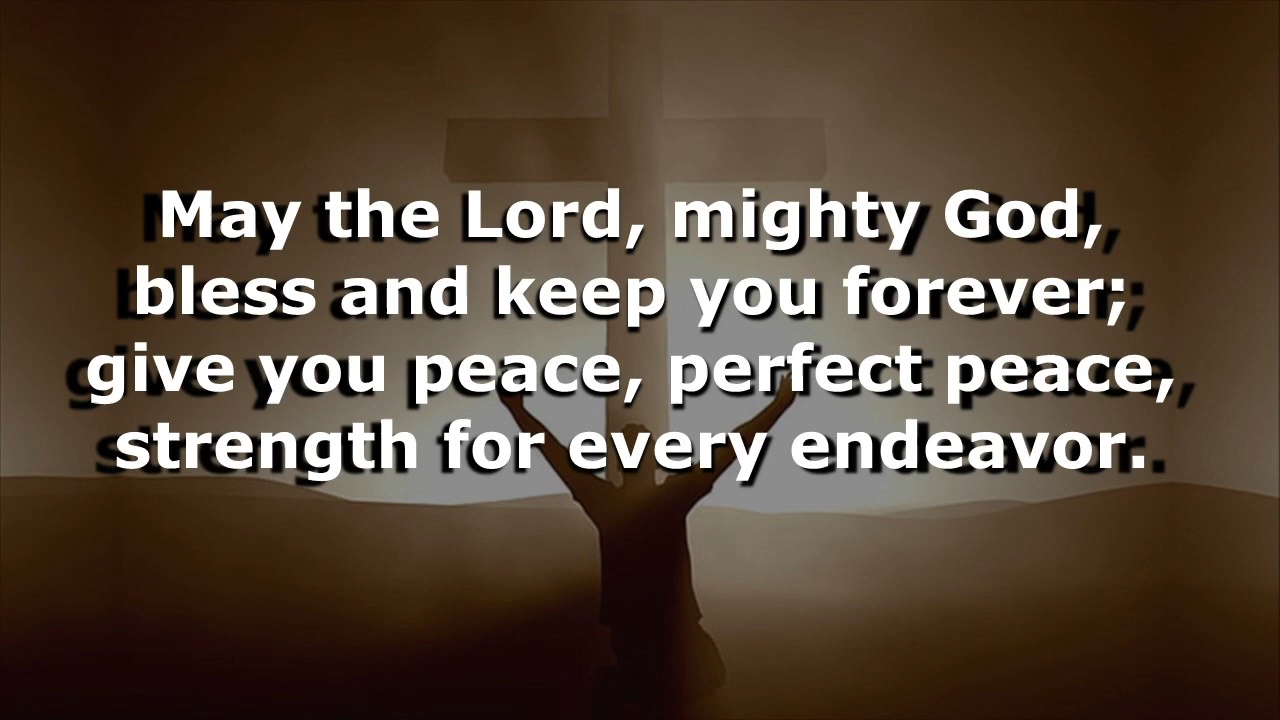 May the Lord, mighty God,
bless and keep you forever;
give you peace, perfect peace,
strength for every endeavor.